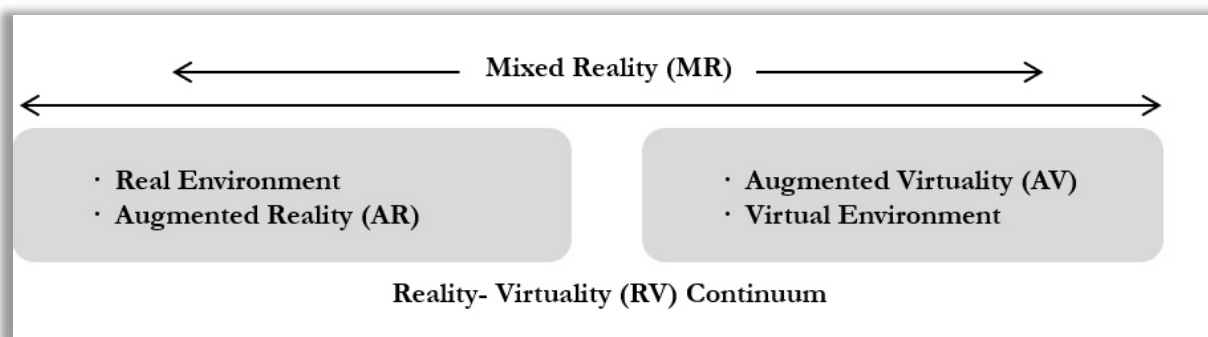 Mixed Reality (MR)
· Real Environment
· Augmented Reality (AR)
· Augmented Virtuality (AV)
· Virtual Environment
Reality- Virtuality (RV) Continuum